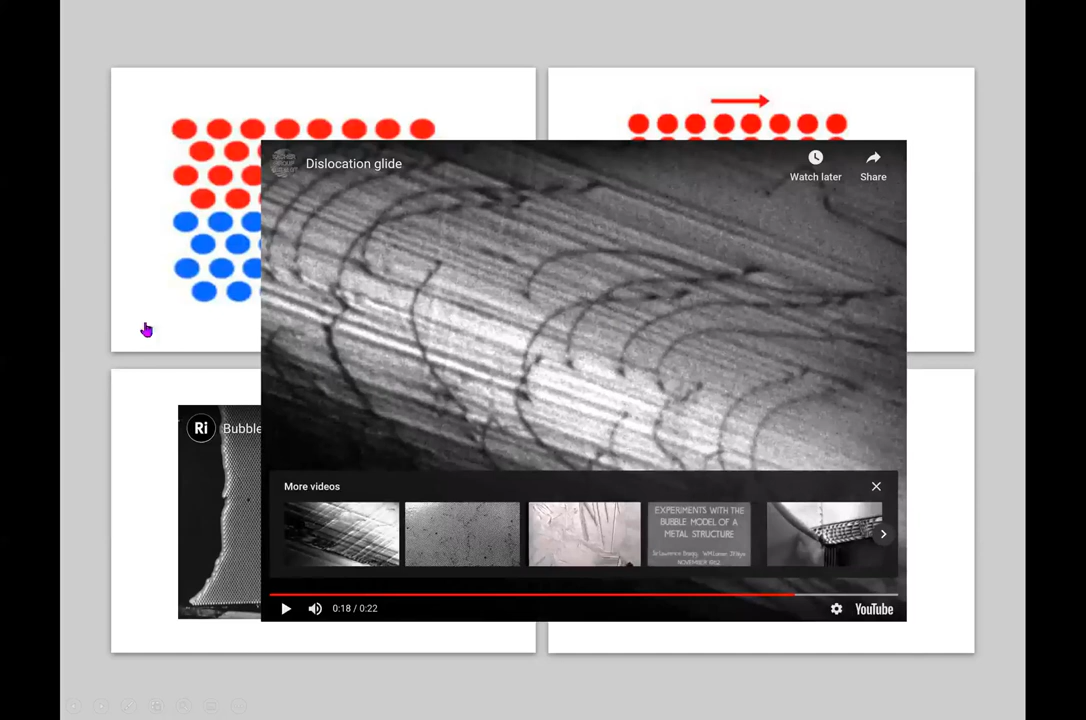 Dislocation glide
Watch later
Share
Ri
Bubble
More videos
EXPERIMENTS WITH THE
BUBBLE MODEL OF A
METAL STRUCTURE
NOVEMBER 1952
0:18 / 0:22
YouTube